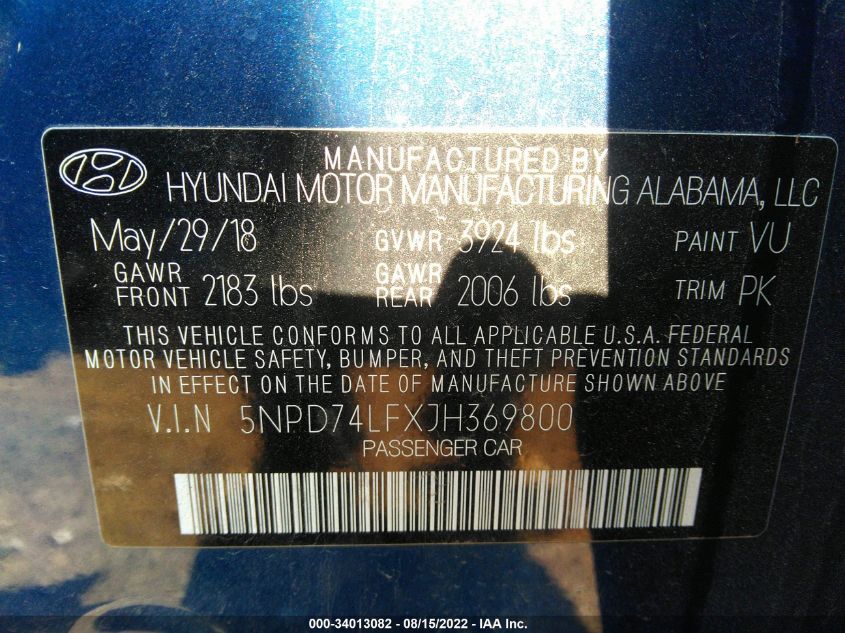 MANUFACTURED BY
HYUNDAI MOTOR MANUFACTURING ALABAMA, LLC
May/29/18 GVWR 3924 lbs PAINT VU
GAWR FRONT 2183 lbs GAWR REAR 2006 lbs TRIM PK
THIS VEHICLE CONFORMS TO ALL APPLICABLE U.S.A. FEDERAL
MOTOR VEHICLE SAFETY, BUMPER, AND THEFT PREVENTION STANDARDS
IN EFFECT ON THE DATE OF MANUFACTURE SHOWN ABOVE
V.I.N 5NPD74LFXJH369800
PASSENGER CAR
000-34013082 - 08/15/2022 - IAA Inc.